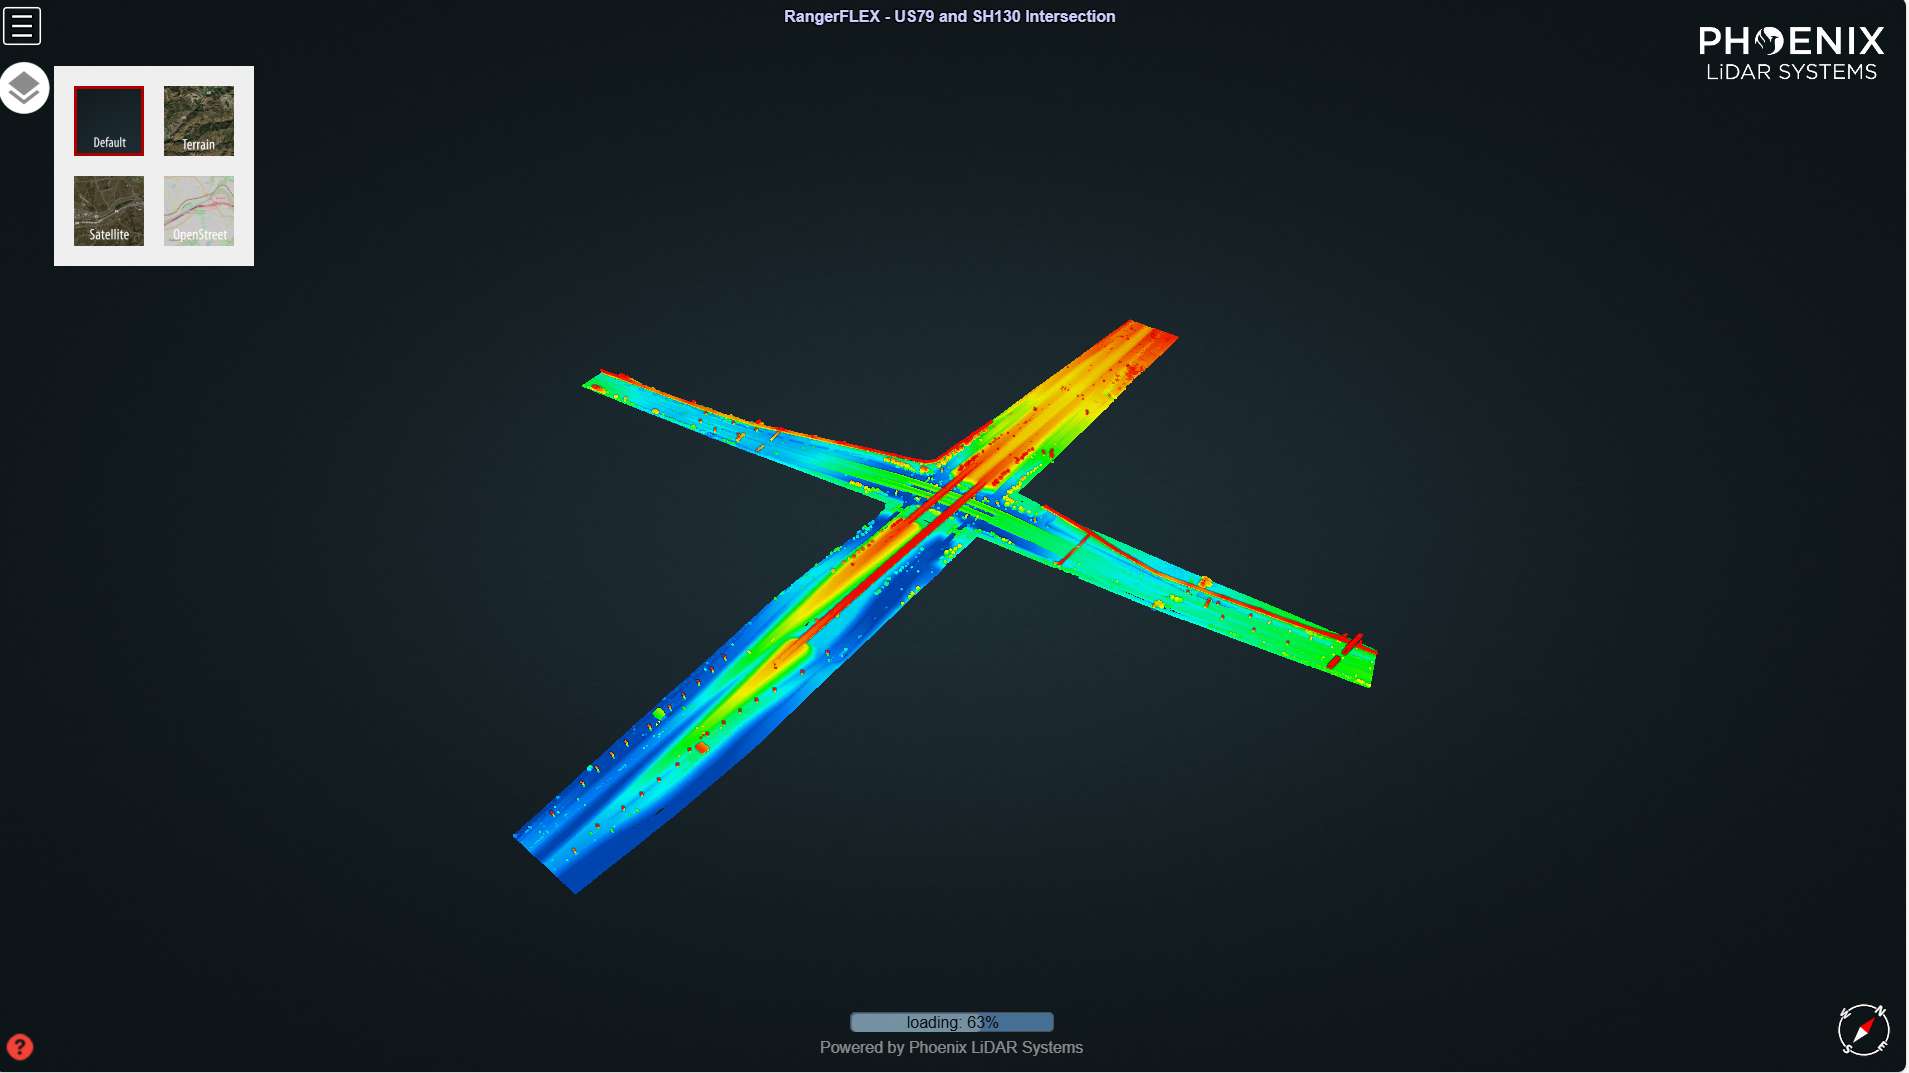 RangerFLEX - US79 and SH130 Intersection
PHOENIX
LiDAR SYSTEMS
Default
Terrain
Satellite
OpenStreet
loading: 63%
Powered by Phoenix LiDAR Systems
?
W N
S E